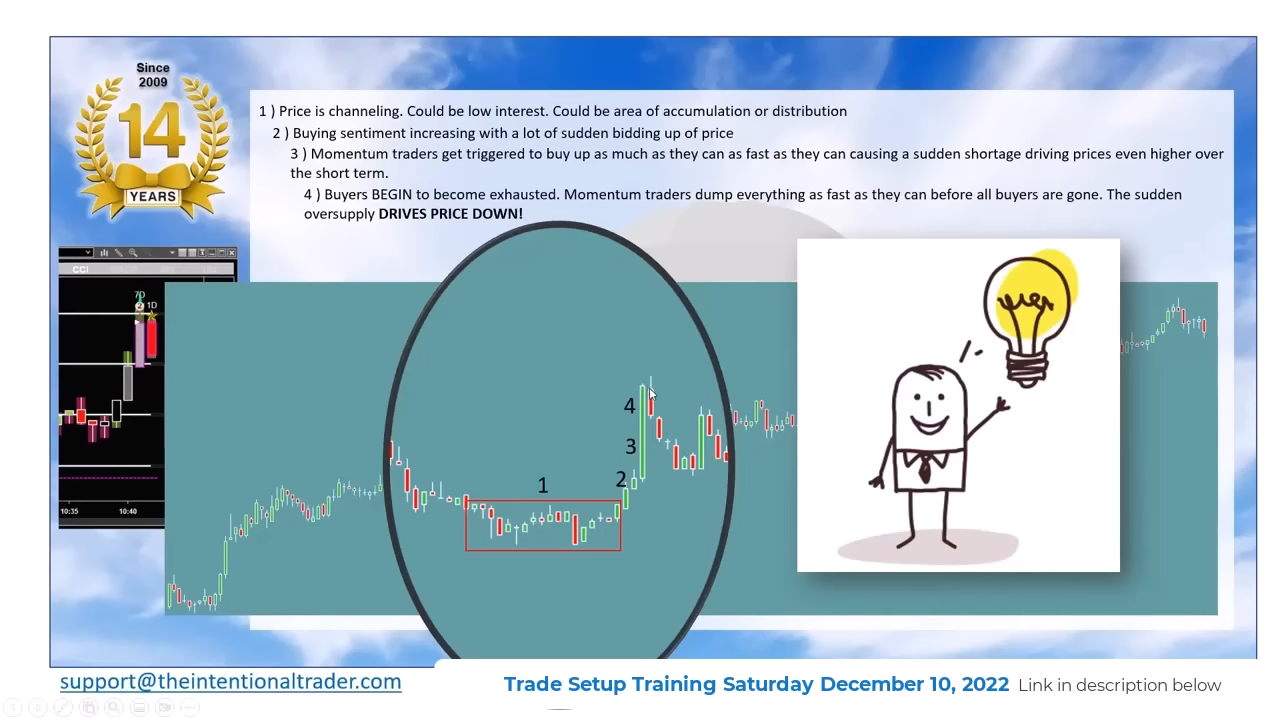 Since
2009
14
YEARS
1 ) Price is channeling. Could be low interest. Could be area of accumulation or distribution
2 ) Buying sentiment increasing with a lot of sudden bidding up of price
3 ) Momentum traders get triggered to buy up as much as they can as fast as they can causing a sudden shortage driving prices even higher over
the short term.
4 ) Buyers BEGIN to become exhausted. Momentum traders dump everything as fast as they can before all buyers are gone. The sudden
oversupply DRIVES PRICE DOWN!
CCI
7D
1D
10:35 10:40
4
3
2
1
support@theintentionaltrader.com
Trade Setup Training Saturday December 10, 2022 Link in description below